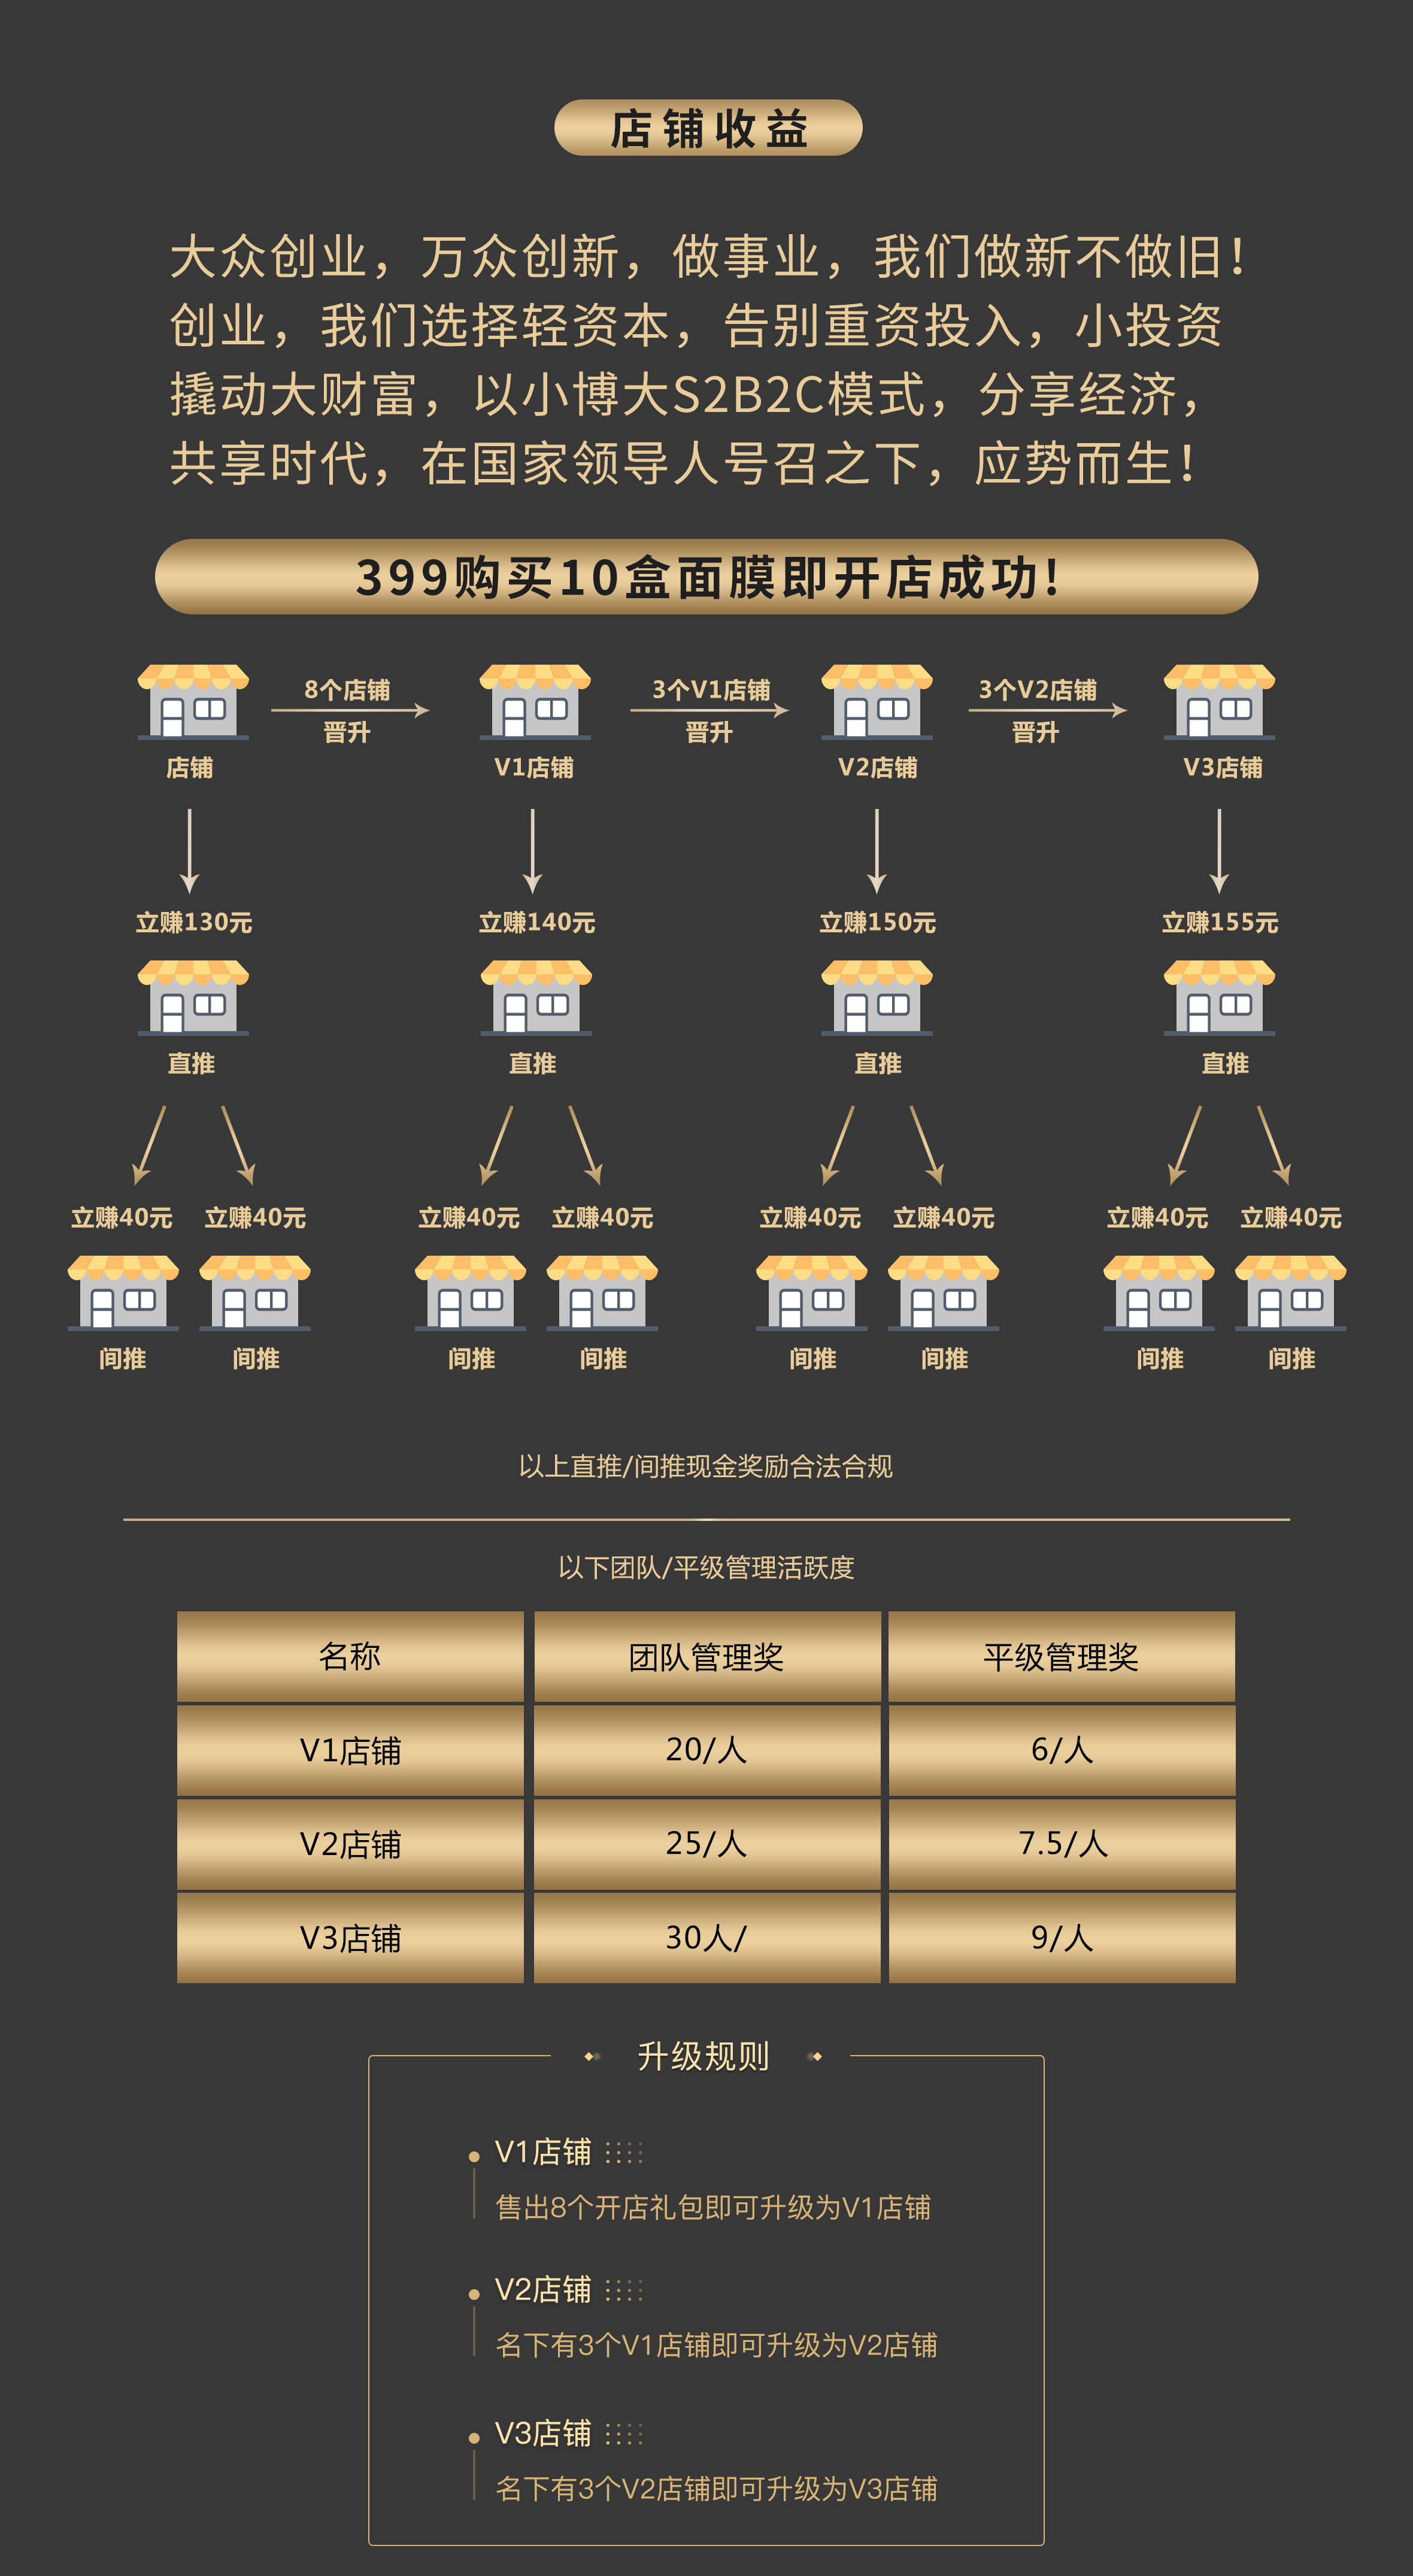 店铺收益
大众创业，万众创新，做事业，我们做新不做旧！
创业，我们选择轻资本，告别重资投入，小投资
撬动大财富，以小博大S2B2C模式，分享经济，
共享时代，在国家领导人号召之下，应势而生！
399购买10盒面膜即开店成功！
8个店铺 3个V1店铺 3个V2店铺
晋升 晋升 晋升
店铺 V1店铺 V2店铺 V3店铺
立赚130元 立赚140元 立赚150元 立赚155元
直推 直推 直推 直推
立赚40元 立赚40元 立赚40元 立赚40元 立赚40元 立赚40元 立赚40元 立赚40元
间推 间推 间推 间推 间推 间推 间推 间推
以上直推/间推现金奖励合法合规
以下团队/平级管理活跃度
名称 团队管理奖 平级管理奖
V1店铺 20/人 6/人
V2店铺 25/人 7.5/人
V3店铺 30人/ 9/人
升级规则
V1店铺
售出8个开店礼包即可升级为V1店铺
V2店铺
名下有3个V1店铺即可升级为V2店铺
V3店铺
名下有3个V2店铺即可升级为V3店铺